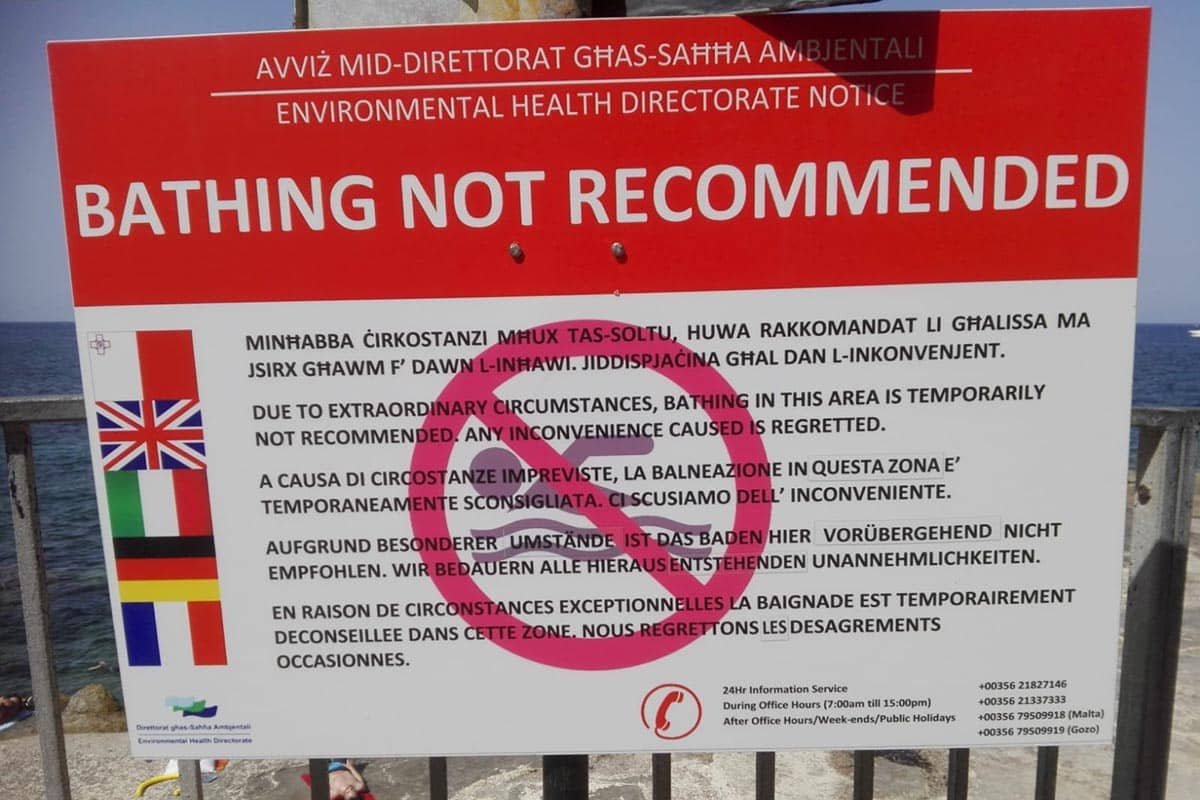 AVVIŻ MID-DIRETTORAT GĦAS-SAĦĦA AMBJENTALI
ENVIRONMENTAL HEALTH DIRECTORATE NOTICE
BATHING NOT RECOMMENDED
MINĦABBA ĊIRKOSTANZI MĦUX TAS-SOLTU, HUWA RAKKOMANDAT LI GĦALISSA MA
JSIRX GĦAWM F' DAWN L-INĦAWI. JIDDISPJAĊINA GĦAL DAN L-INKONVENJENT.
DUE TO EXTRAORDINARY CIRCUMSTANCES, BATHING IN THIS AREA IS TEMPORARILY
NOT RECOMMENDED. ANY INCONVENIENCE CAUSED IS REGRETTED.
A CAUSA DI CIRCOSTANZE IMPREVISTE, LA BALNEAZIONE IN QUESTA ZONA E'
TEMPORANEAMENTE SCONSIGLIATA. CI SCUSIAMO DELL' INCONVENIENTE.
AUFGRUND BESONDERER UMSTÄNDE IST DAS BADEN HIER VORÜBERGEHEND NICHT
EMPFOHLEN. WIR BEDAUERN ALLE HIERAUS ENTSTEHENDEN UNANNEHMLICHKEITEN.
EN RAISON DE CIRCONSTANCES EXCEPTIONNELLES LA BAIGNADE EST TEMPORAIREMENT
DECONSEILLEE DANS CETTE ZONE. NOUS REGRETTONS LES DESAGREMENTS
OCCASIONNES.
Direttorat għas-Saħħa Ambjentali
Environmental Health Directorate
24Hr Information Service +00356 21827146
During Office Hours (7:00am till 15:00pm) +00356 21337333
After Office Hours/Week-ends/Public Holidays +00356 79509918 (Malta)
+00356 79509919 (Gozo)